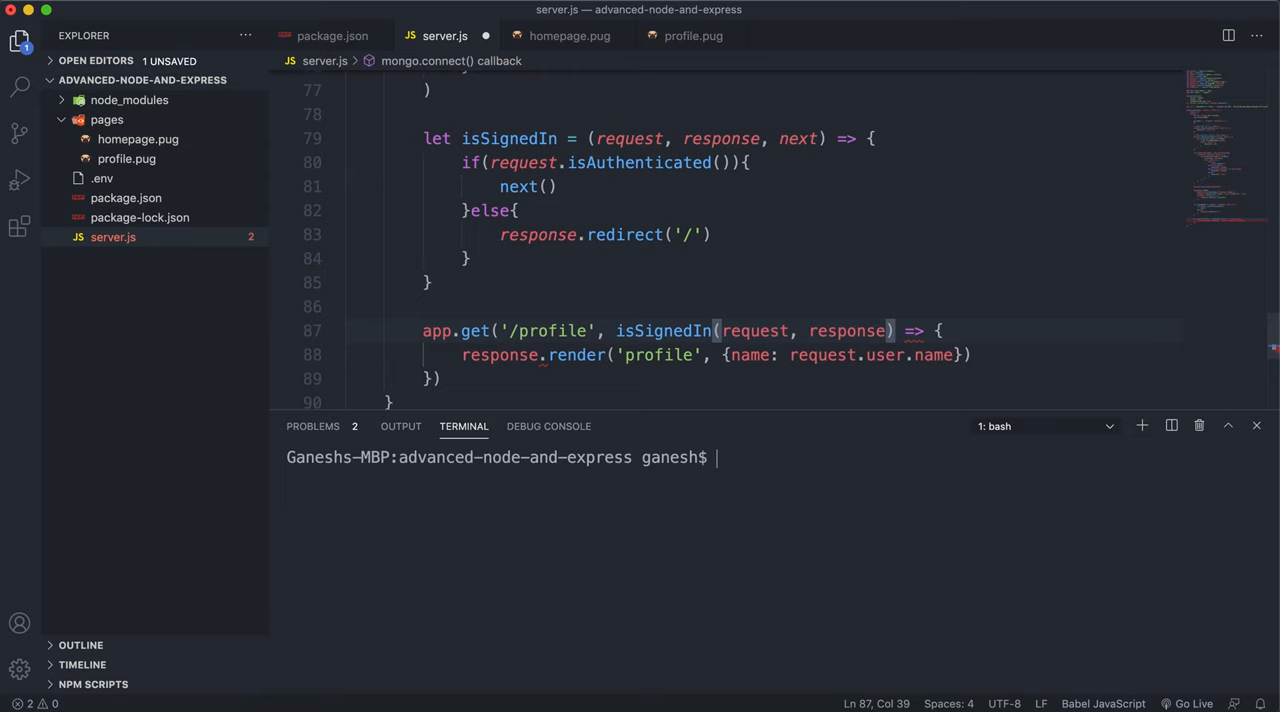 server.js — advanced-node-and-express
EXPLORER
package.json
server.js
homepage.pug
profile.pug
OPEN EDITORS 1 UNSAVED
JS server.js > mongo.connect() callback
ADVANCED-NODE-AND-EXPRESS
node_modules
pages
homepage.pug
profile.pug
.env
package.json
package-lock.json
JS server.js 2
77 )
78
79 let isSignedIn = (request, response, next) => {
80 if(request.isAuthenticated()){
81 next()
82 }else{
83 response.redirect('/')
84 }
85 }
86
87 app.get('/profile', isSignedIn(request, response) => {
88 response.render('profile', {name: request.user.name})
89 })
90 }
PROBLEMS 2 OUTPUT TERMINAL DEBUG CONSOLE 1: bash
Ganeshs-MBP:advanced-node-and-express ganesh$
OUTLINE
TIMELINE
NPM SCRIPTS
2 0 Ln 87, Col 39 Spaces: 4 UTF-8 LF Babel JavaScript Go Live